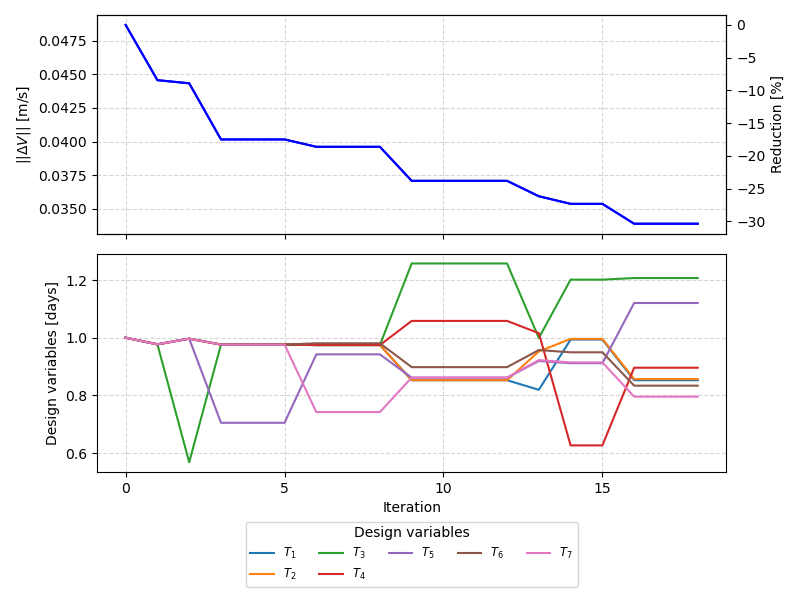 0.0475
0.0450
0.0425
0.0400
0.0375
0.0350
||ΔV|| [m/s]
0
−5
−10
−15
−20
−25
−30
Reduction [%]
1.2
1.0
0.8
0.6
Design variables [days]
0 5 10 15
Iteration
Design variables
T₁ T₃ T₅ T₆ T₇
T₂ T₄